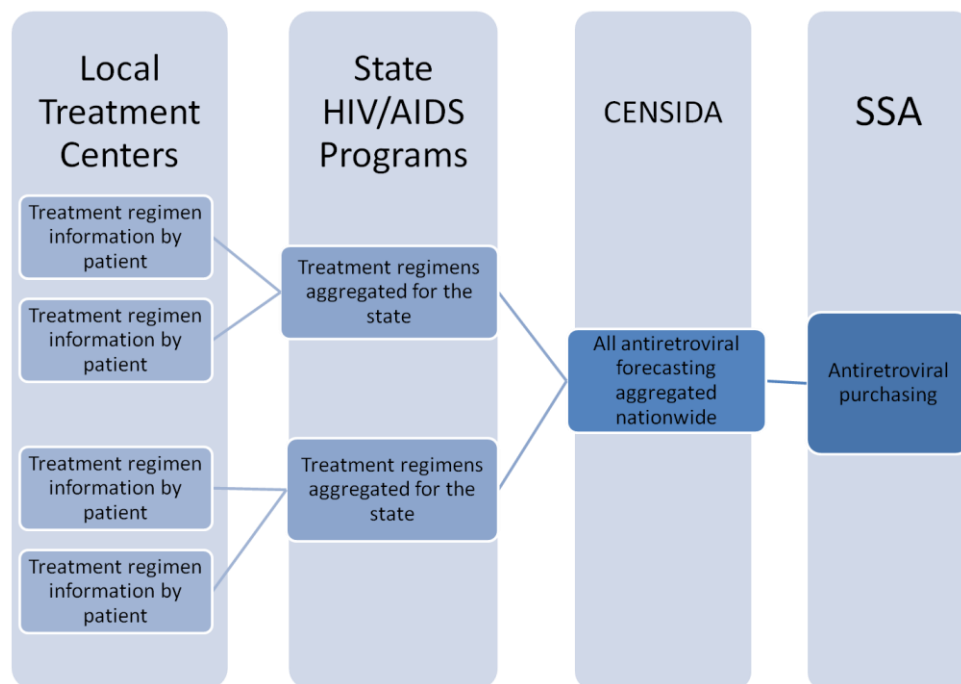 Local
Treatment
Centers
Treatment regimen
information by
patient
Treatment regimen
information by
patient
Treatment regimen
information by
patient
Treatment regimen
information by
patient
State
HIV/AIDS
Programs
Treatment regimens
aggregated for the
state
Treatment regimens
aggregated for the
state
CENSIDA
All antiretroviral
forecasting
aggregated
nationwide
SSA
Antiretroviral
purchasing